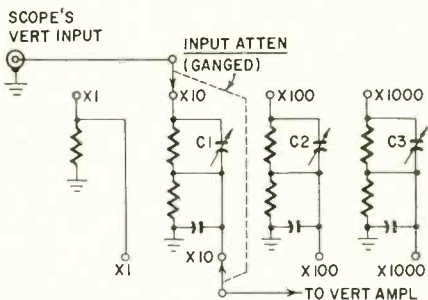 SCOPE'S
VERT INPUT
INPUT ATTEN
(GANGED)
X1
X10
X100
X1000
C1
C2
C3
X1
X10
X100
X1000
TO VERT AMPL